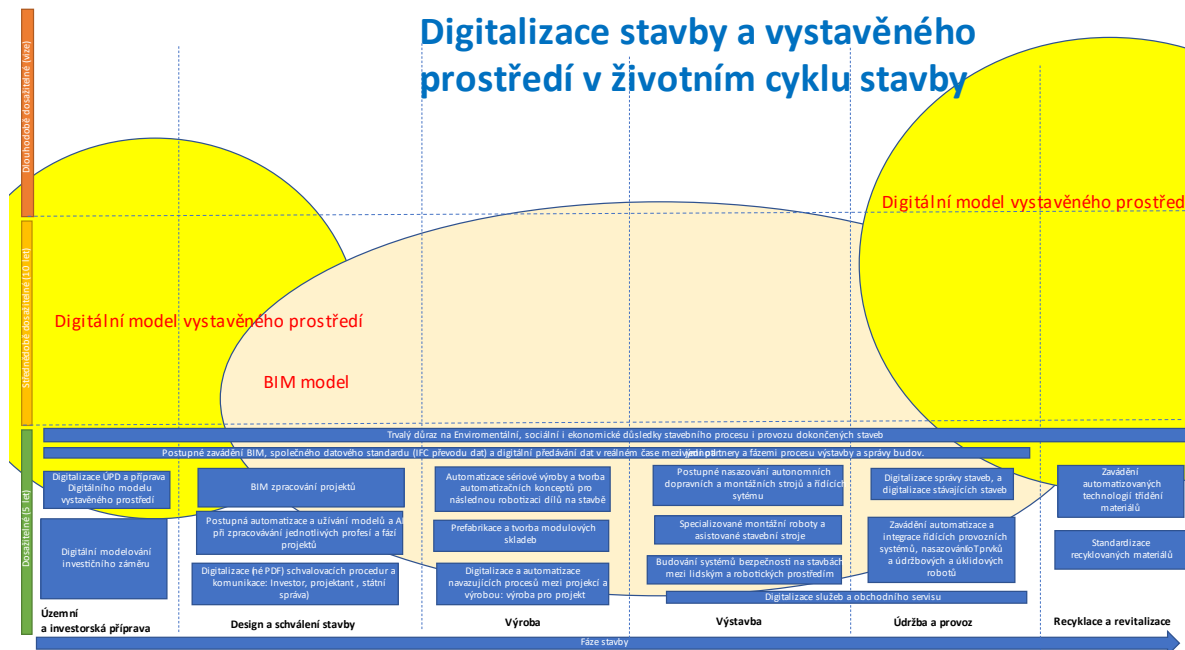 Digitalizace stavby a vystavěného
prostředí v životním cyklu stavby
Dlouhodobě dosažitelné (vize)
Střednědobě dosažitelné (10 let)
Dosažitelné (5 let)
Digitální model vystavěného prostřed
Digitální model vystavěného prostředí
BIM model
Trvalý důraz na Enviromentální, sociální i ekonomické důsledky stavebního procesu i provozu dokončených staveb
Postupné zavádění BIM, společného datového standardu (IFC převodu dat) a digitální předávání dat v reálném čase mezi partnery a fázemi procesu výstavby a správy budov.
Digitalizace ÚPD a příprava
Digitálního modelu
vystavěného prostředí
Digitální modelování
investičního záměru
BIM zpracování projektů
Postupná automatizace a užívání modelů a AI
při zpracovávání jednotlivých profesí a fází
projektů
Digitalizace (né PDF) schvalovacích procedur a
komunikace: Investor, projektant , státní
správa)
Automatizace sériové výroby a tvorba
automatizačních konceptů pro
následnou robotizaci dílů na stavbě
Prefabrikace a tvorba modulových
skladeb
Digitalizace a automatizace
navazujících procesů mezi projekcí a
výrobou: výroba pro projekt
Postupné nasazování autonomních
dopravních a montážních strojů a řídících
sytému
Specializované montážní roboty a
asistované stavební stroje
Budování systémů bezpečnosti na stavbách
mezi lidským a robotických prostředím
Digitalizace služeb a obchodního servisu
Digitalizace správy staveb, a
digitalizace stávajících staveb
Zavádění automatizace a
integrace řídících provozních
systémů, nasazování IoT prvků
a údržbových a úklidových
robotů
Zavádění
automatizovaných
technologií třídění
materiálů
Standardizace
recyklovaných materiálů
Územní
a investorská příprava
Design a schválení stavby
Výroba
Výstavba
Údržba a provoz
Recyklace a revitalizace
Fáze stavby